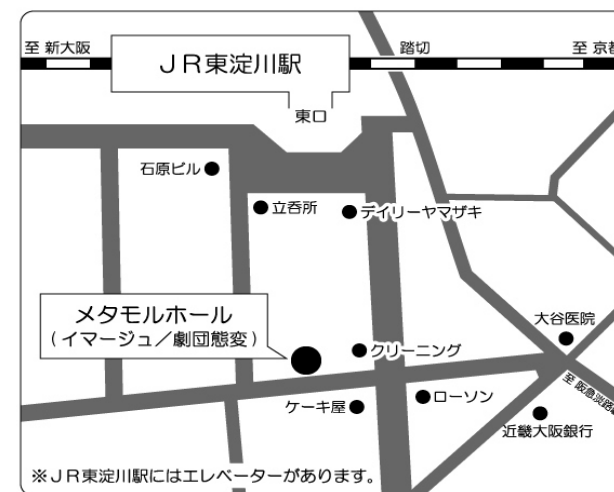 至 新大阪
JR東淀川駅
踏切
至 京都
東口
石原ビル
立呑所
デイリーヤマザキ
メタモルホール
(イマージュ/劇団態変)
大谷医院
クリーニング
至 阪急淡路
ケーキ屋
ローソン
近畿大阪銀行
※JR東淀川駅にはエレベーターがあります。